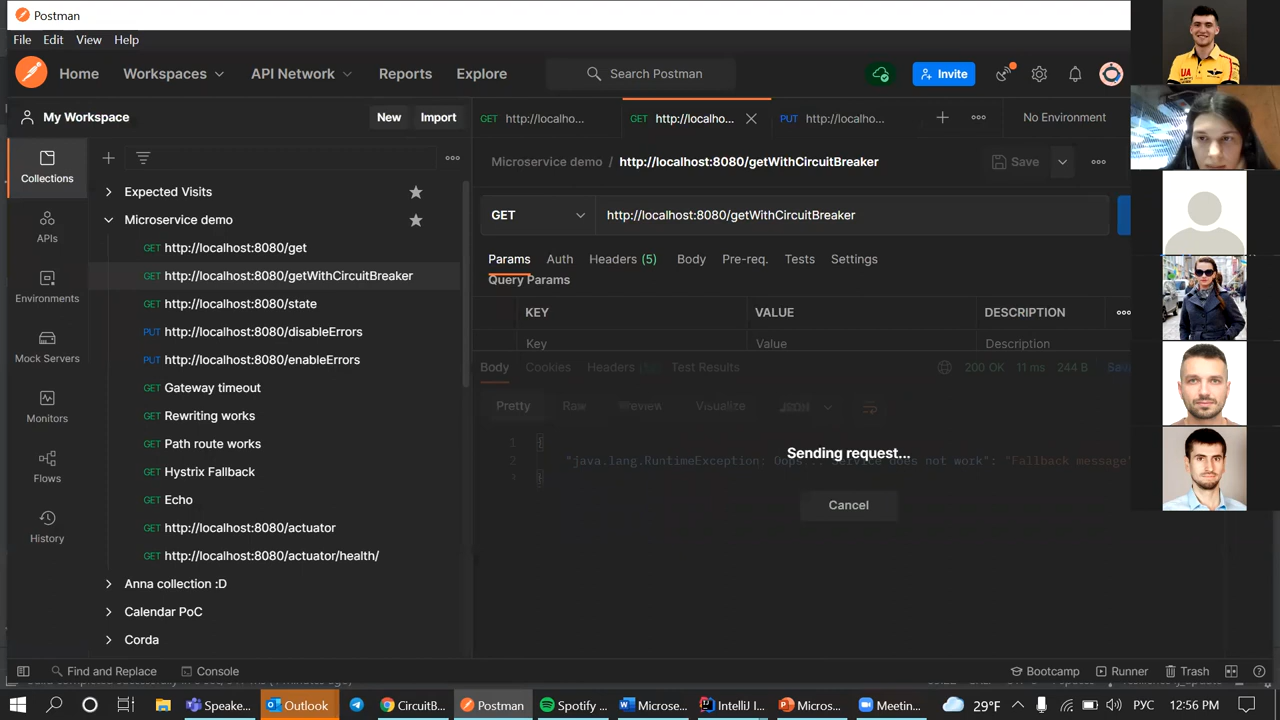 Postman
File Edit View Help
Home Workspaces API Network Reports Explore Search Postman Invite
My Workspace New Import
GET http://localho... GET http://localho... PUT http://localho... No Environment
Collections
APIs
Environments
Mock Servers
Monitors
Flows
History
Expected Visits
Microservice demo
GET http://localhost:8080/get
GET http://localhost:8080/getWithCircuitBreaker
GET http://localhost:8080/state
PUT http://localhost:8080/disableErrors
PUT http://localhost:8080/enableErrors
GET Gateway timeout
GET Rewriting works
GET Path route works
GET Hystrix Fallback
GET Echo
GET http://localhost:8080/actuator
GET http://localhost:8080/actuator/health/
Anna collection :D
Calendar PoC
Corda
Microservice demo http://localhost:8080/getWithCircuitBreaker Save
GET http://localhost:8080/getWithCircuitBreaker
Params Auth Headers (5) Body Pre-req. Tests Settings
Query Params
KEY VALUE DESCRIPTION
Key Value Description
Body Cookies Headers Test Results 200 OK 11 ms 244 B
Pretty Raw Preview Visualize JSON
1 {
"java.lang.RuntimeException: Oops .. Service does not work": "Fallback message"
}
Sending request...
Cancel
UA
Find and Replace Console Bootcamp Runner Trash
Speake... Outlook CircuitB... Postman Spotify ... Microse... IntelliJ I... Micros... Meetin... 29°F РУС 12:56 PM